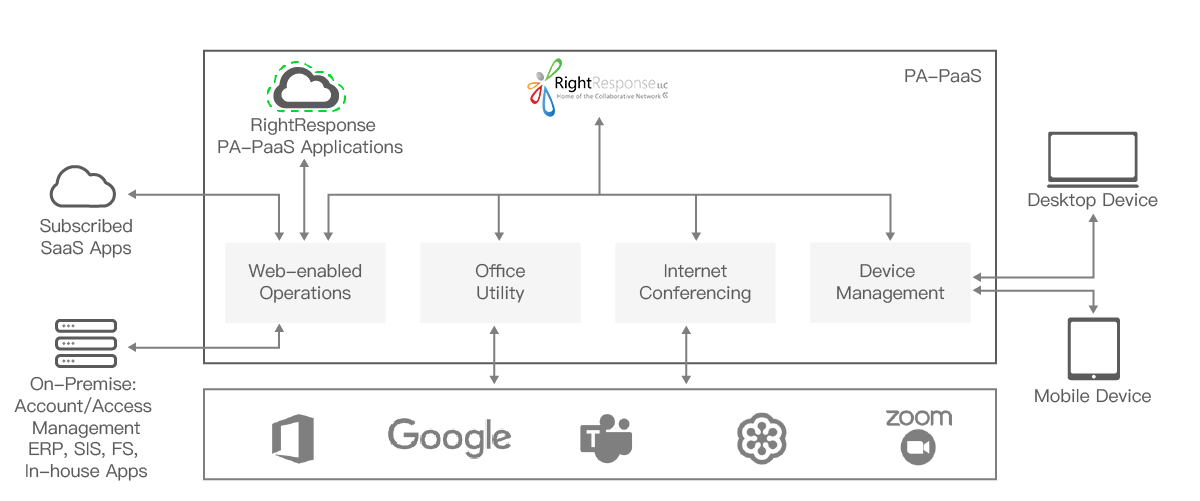 PA-PaaS
RightResponse LLC
Home of the Collaborative Network
RightResponse
PA-PaaS Applications
Subscribed
SaaS Apps
Desktop Device
Web-enabled
Operations
Office
Utility
Internet
Conferencing
Device
Management
On-Premise:
Account/Access
Management
ERP, SIS, FS,
In-house Apps
Mobile Device
Google
T
zoom